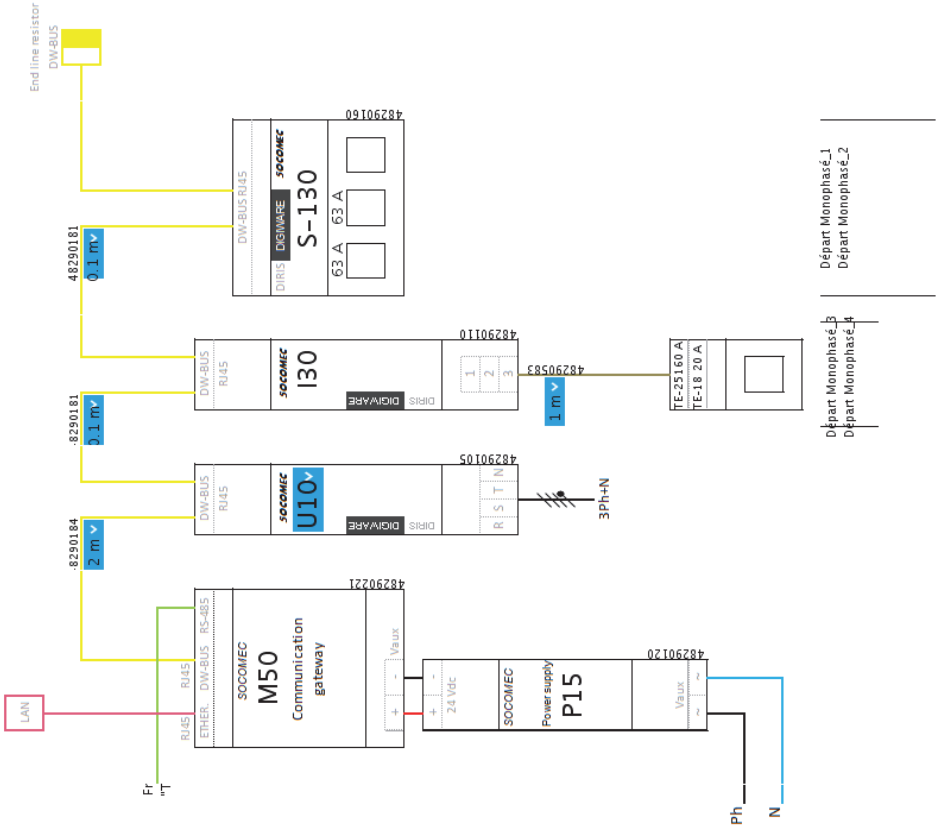 End line resistor
DW-BUS
48290160
DW-BUS RJ45
RJ45
DIRIS
DIGIWARE
SOCOMEC
S-130
63 A
63 A
48290181
0.1 m
Départ Monophasé_1
Départ Monophasé_2
48290110
DW-BUS
RJ45
SOCOMEC
I30
DIGIWARE
DIRIS
1
2
3
48290583
1 m
TE-25160 A
TE-18 20 A
Départ Monophasé_3
Départ Monophasé_4
-8290181
0.1 m
48290105
DW-BUS
RJ45
SOCOMEC
U10
DIGIWARE
DIRIS
R S T N
3Ph+N
-8290184
2 m
48290221
RS-485
RJ45
DW-BUS
RJ45
ETHER.
SOCOMEC
M50
Communication
gateway
Vaux
+ -
LAN
Fr
"T
48290120
+ -
24 Vdc
SOCOMEC
Power supply
P15
Vaux
~ ~
Ph
N